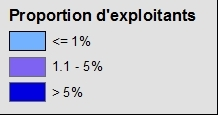 Proportion d'exploitants
<= 1%
1.1 - 5%
> 5%